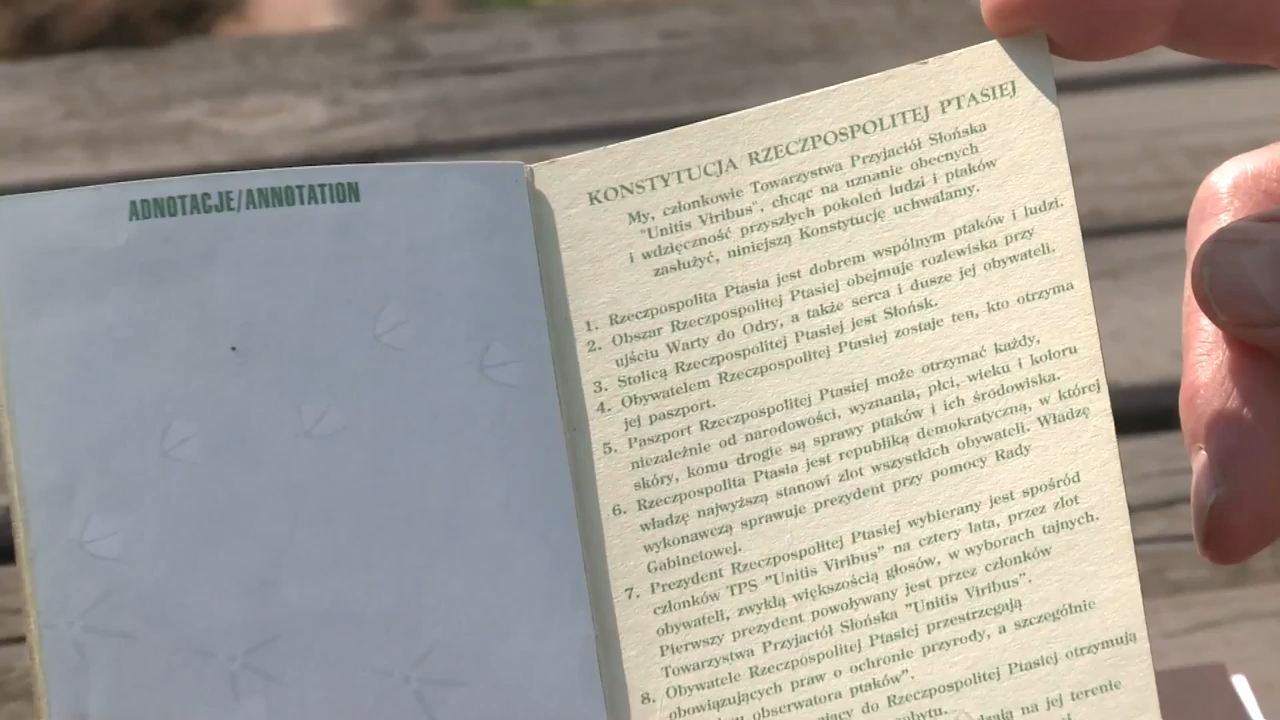 ADNOTACJE/ANNOTATION
KONSTYTUCJA RZECZPOSPOLITEJ PTASIEJ
My, członkowie Towarzystwa Przyjaciół Słońska
"Unitis Viribus", chcąc na uznanie obecnych
i wdzięczność przyszłych pokoleń ludzi i ptaków
zasłużyć, niniejszą Konstytucję uchwalamy.
1. Rzeczpospolita Ptasia jest dobrem wspólnym ptaków i ludzi.
2. Obszar Rzeczpospolitej Ptasiej obejmuje rozlewiska przy
ujściu Warty do Odry, a także serca i dusze jej obywateli.
3. Stolicą Rzeczpospolitej Ptasiej jest Słońsk.
4. Obywatelem Rzeczpospolitej Ptasiej zostaje ten, kto otrzyma
jej paszport.
5. Paszport Rzeczpospolitej Ptasiej może otrzymać każdy,
niezależnie od narodowości, wyznania, płci, wieku i koloru
skóry, komu drogie są sprawy ptaków i ich środowiska.
6. Rzeczpospolita Ptasia jest republiką demokratyczną, w której
władzę najwyższą stanowi zlot wszystkich obywateli. Władzę
wykonawczą sprawuje prezydent przy pomocy Rady
Gabinetowej.
7. Prezydent Rzeczpospolitej Ptasiej wybierany jest spośród
członków TPS "Unitis Viribus" na cztery lata, przez zlot
obywateli, zwykłą większością głosów, w wyborach tajnych.
Pierwszy prezydent powoływany jest przez członków
Towarzystwa Przyjaciół Słońska "Unitis Viribus".
8. Obywatele Rzeczpospolitej Ptasiej przestrzegają
obowiązujących praw o ochronie przyrody, a szczególnie
obserwatora ptaków".
do Rzeczpospolitej Ptasiej otrzymują
na jej terenie